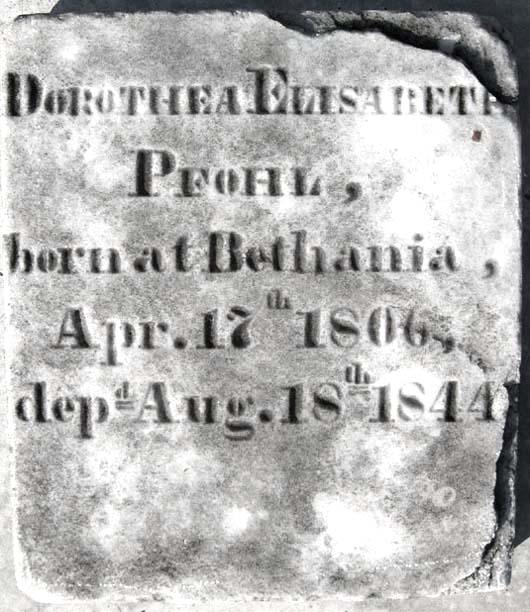 DOROTHEA ELISABETH
PFOHL,
born at Bethania,
Apr. 17th 1806,
depd Aug. 18th 1844